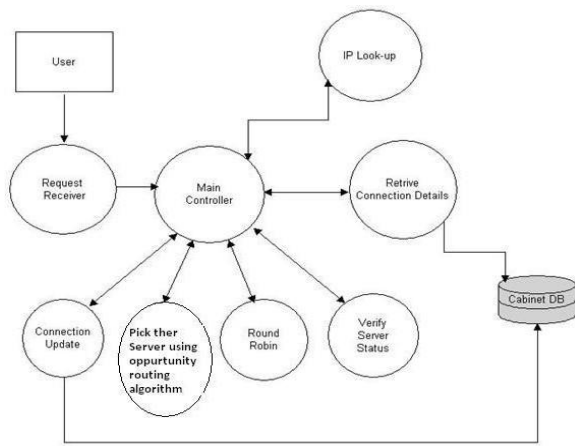 User
IP Look-up
Request
Receiver
Main
Controller
Retrive
Connection Details
Cabinet DB
Connection
Update
Pick ther
Server using
oppurtunity
routing
algorithm
Round
Robin
Verify
Server
Status